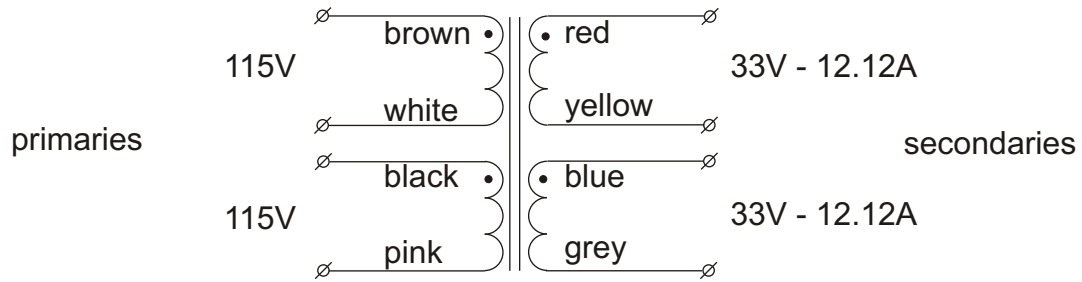 brown
red
115V
33V - 12.12A
white
yellow
primaries
secondaries
black
blue
115V
33V - 12.12A
pink
grey